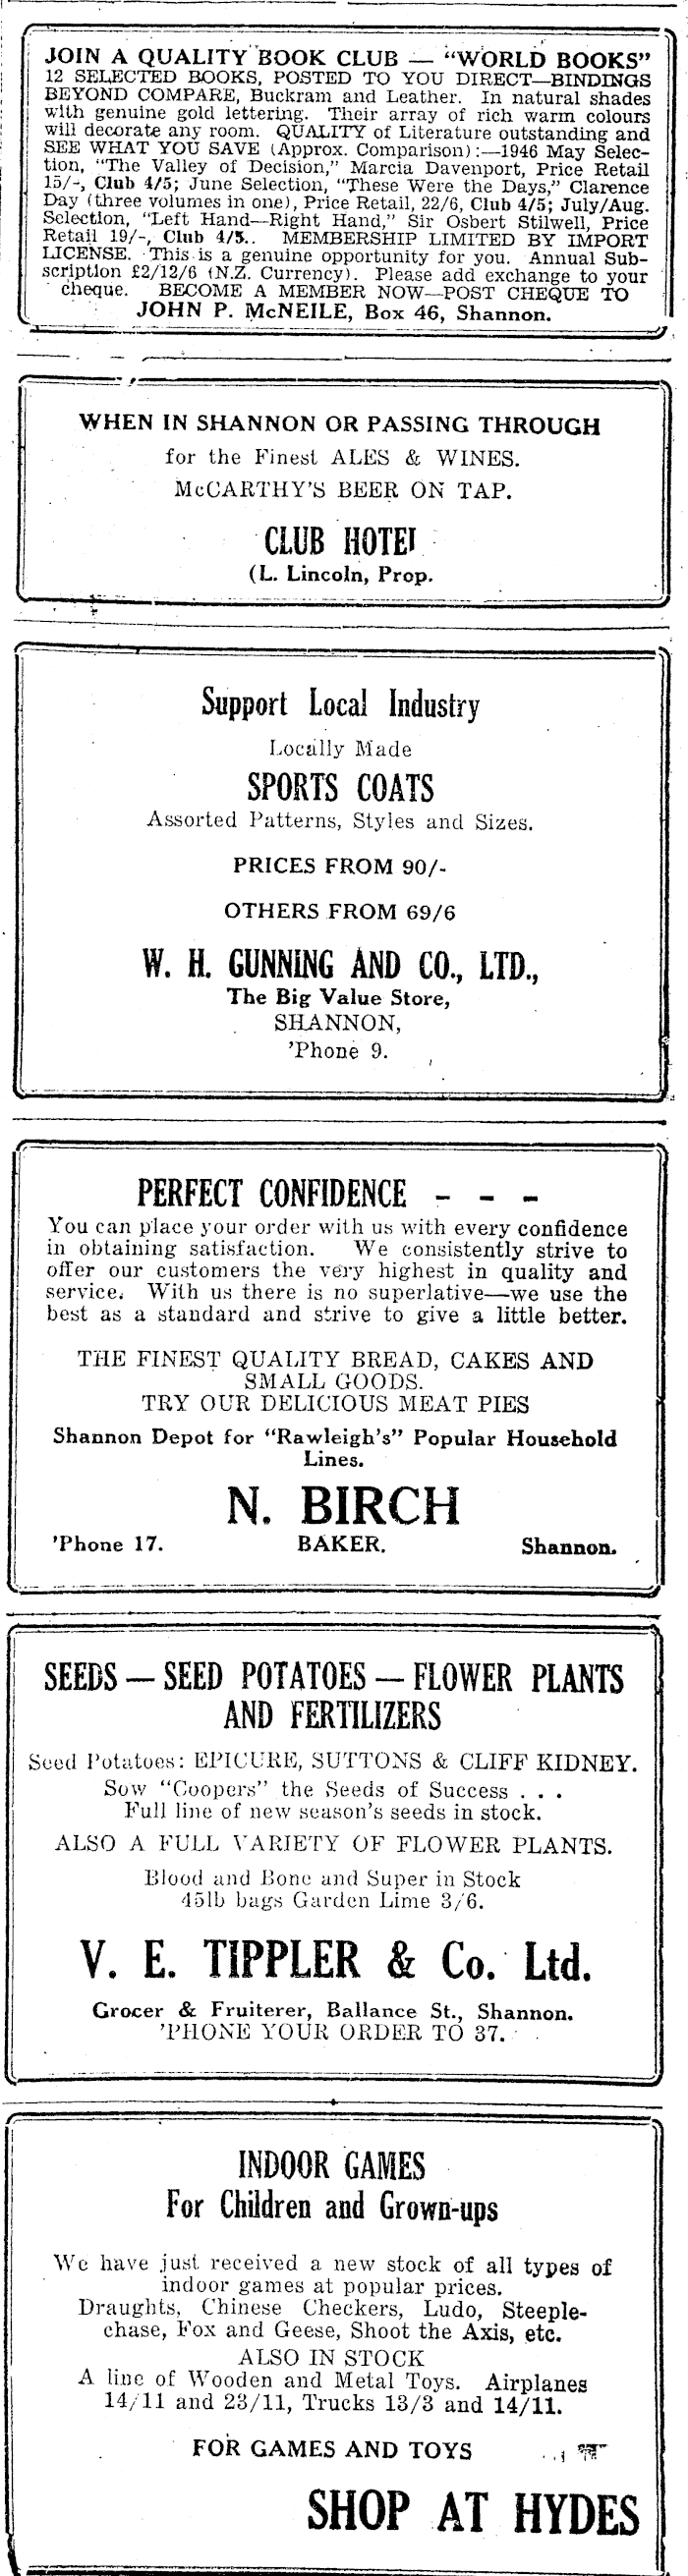 JOIN A QUALITY BOOK CLUB — “WORLD BOOKS”
12 SELECTED BOOKS, POSTED TO YOU DIRECT—BINDINGS
BEYOND COMPARE, Buckram and Leather. In natural shades
with genuine gold lettering. Their array of rich warm colours
will decorate any room. QUALITY of Literature outstanding and
SEE WHAT YOU SAVE (Approx. Comparison):—1946 May Selec-
tion, “The Valley of Decision,” Marcia Davenport, Price Retail
15/-, Club 4/5; June Selection, “These Were the Days,” Clarence
Day (three volumes in one), Price Retail, 22/6, Club 4/5; July/Aug.
Selection, “Left Hand—Right Hand,” Sir Osbert Stilwell, Price
Retail 19/-, Club 4/5.. MEMBERSHIP LIMITED BY IMPORT
LICENSE. This is a genuine opportunity for you. Annual Sub-
scription £2/12/6 (N.Z. Currency). Please add exchange to your
cheque. BECOME A MEMBER NOW—POST CHEQUE TO
JOHN P. McNEILE, Box 46, Shannon.
WHEN IN SHANNON OR PASSING THROUGH
for the Finest ALES & WINES.
McCARTHY'S BEER ON TAP.
CLUB HOTEL
(L. Lincoln, Prop.
Support Local Industry
Locally Made
SPORTS COATS
Assorted Patterns, Styles and Sizes.
PRICES FROM 90/-
OTHERS FROM 69/6
W. H. GUNNING AND CO., LTD.,
The Big Value Store,
SHANNON,
'Phone 9.
PERFECT CONFIDENCE - - -
You can place your order with us with every confidence
in obtaining satisfaction. We consistently strive to
offer our customers the very highest in quality and
service. With us there is no superlative—we use the
best as a standard and strive to give a little better.
THE FINEST QUALITY BREAD, CAKES AND
SMALL GOODS.
TRY OUR DELICIOUS MEAT PIES
Shannon Depot for “Rawleigh's” Popular Household
Lines.
N. BIRCH
'Phone 17. BAKER. Shannon.
SEEDS — SEED POTATOES — FLOWER PLANTS
AND FERTILIZERS
Seed Potatoes: EPICURE, SUTTONS & CLIFF KIDNEY.
Sow “Coopers” the Seeds of Success . . .
Full line of new season's seeds in stock.
ALSO A FULL VARIETY OF FLOWER PLANTS.
Blood and Bone and Super in Stock
45lb bags Garden Lime 3/6.
V. E. TIPPLER & Co. Ltd.
Grocer & Fruiterer, Ballance St., Shannon.
'PHONE YOUR ORDER TO 37.
INDOOR GAMES
For Children and Grown-ups
We have just received a new stock of all types of
indoor games at popular prices.
Draughts, Chinese Checkers, Ludo, Steeple-
chase, Fox and Geese, Shoot the Axis, etc.
ALSO IN STOCK
A line of Wooden and Metal Toys. Airplanes
14/11 and 23/11, Trucks 13/3 and 14/11.
FOR GAMES AND TOYS
SHOP AT HYDES